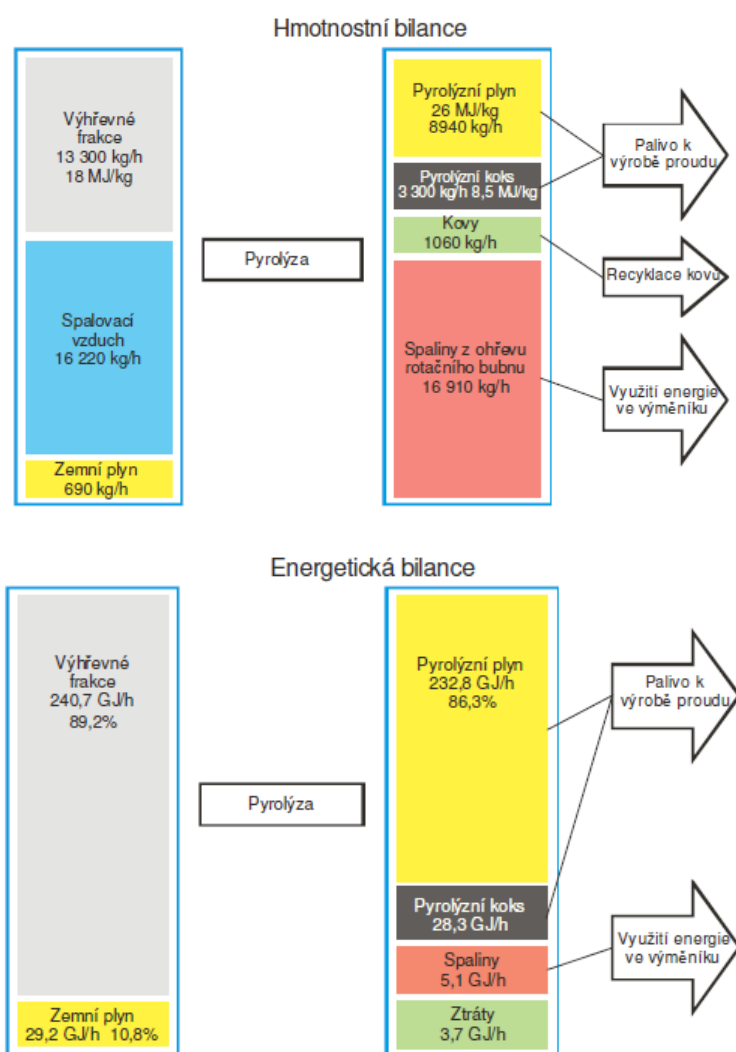 Hmotnostní bilance
Výhřevné
frakce
13 300 kg/h
18 MJ/kg
Spalovací
vzduch
16 220 kg/h
Zemní plyn
690 kg/h
Pyrolýza
Pyrolýzní plyn
26 MJ/kg
8940 kg/h
Pyrolýzní koks
3 300 kg/h 8,5 MJ/kg
Kovy
1060 kg/h
Spaliny z ohřevu
rotačního bubnu
16 910 kg/h
Palivo k
výrobě proudu
Recyklace kovů
Využití energie
ve výměníku
Energetická bilance
Výhřevné
frakce
240,7 GJ/h
89,2%
Zemní plyn
29,2 GJ/h 10,8%
Pyrolýza
Pyrolýzní plyn
232,8 GJ/h
86,3%
Pyrolýzní koks
28,3 GJ/h
Spaliny
5,1 GJ/h
Ztráty
3,7 GJ/h
Palivo k
výrobě proudu
Využití energie
ve výměníku